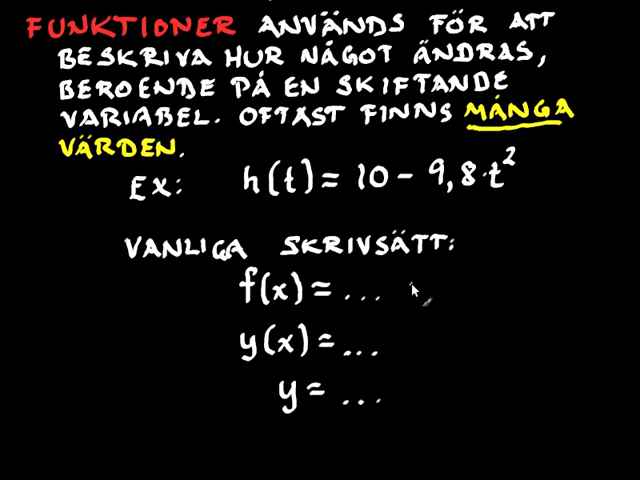 FUNKTIONER ANVÄNDS FÖR ATT
BESKRIVA HUR NÅGOT ÄNDRAS,
BEROENDE PÅ EN SKIFTANDE
VARIABEL. OFTAST FINNS MÅNGA
VÄRDEN.
EX: h(t) = 10 - 9,8·t²
VANLIGA SKRIVSÄTT:
f(x) = ...
y(x) = ...
y = ...